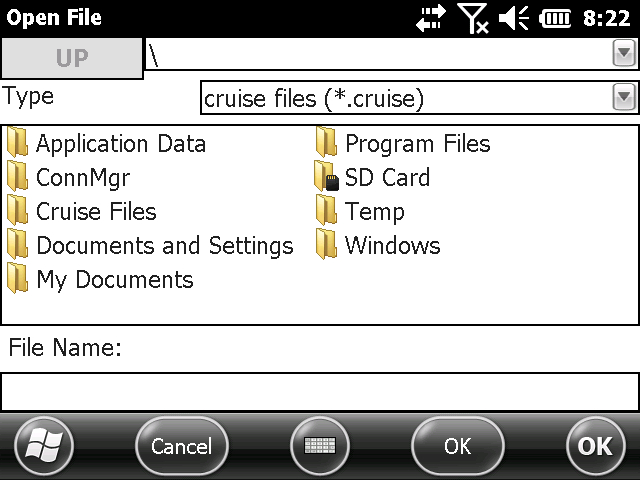 Open File 8:22
UP \
Type cruise files (*.cruise)
Application Data Program Files
ConnMgr SD Card
Cruise Files Temp
Documents and Settings Windows
My Documents
File Name:
Cancel OK OK